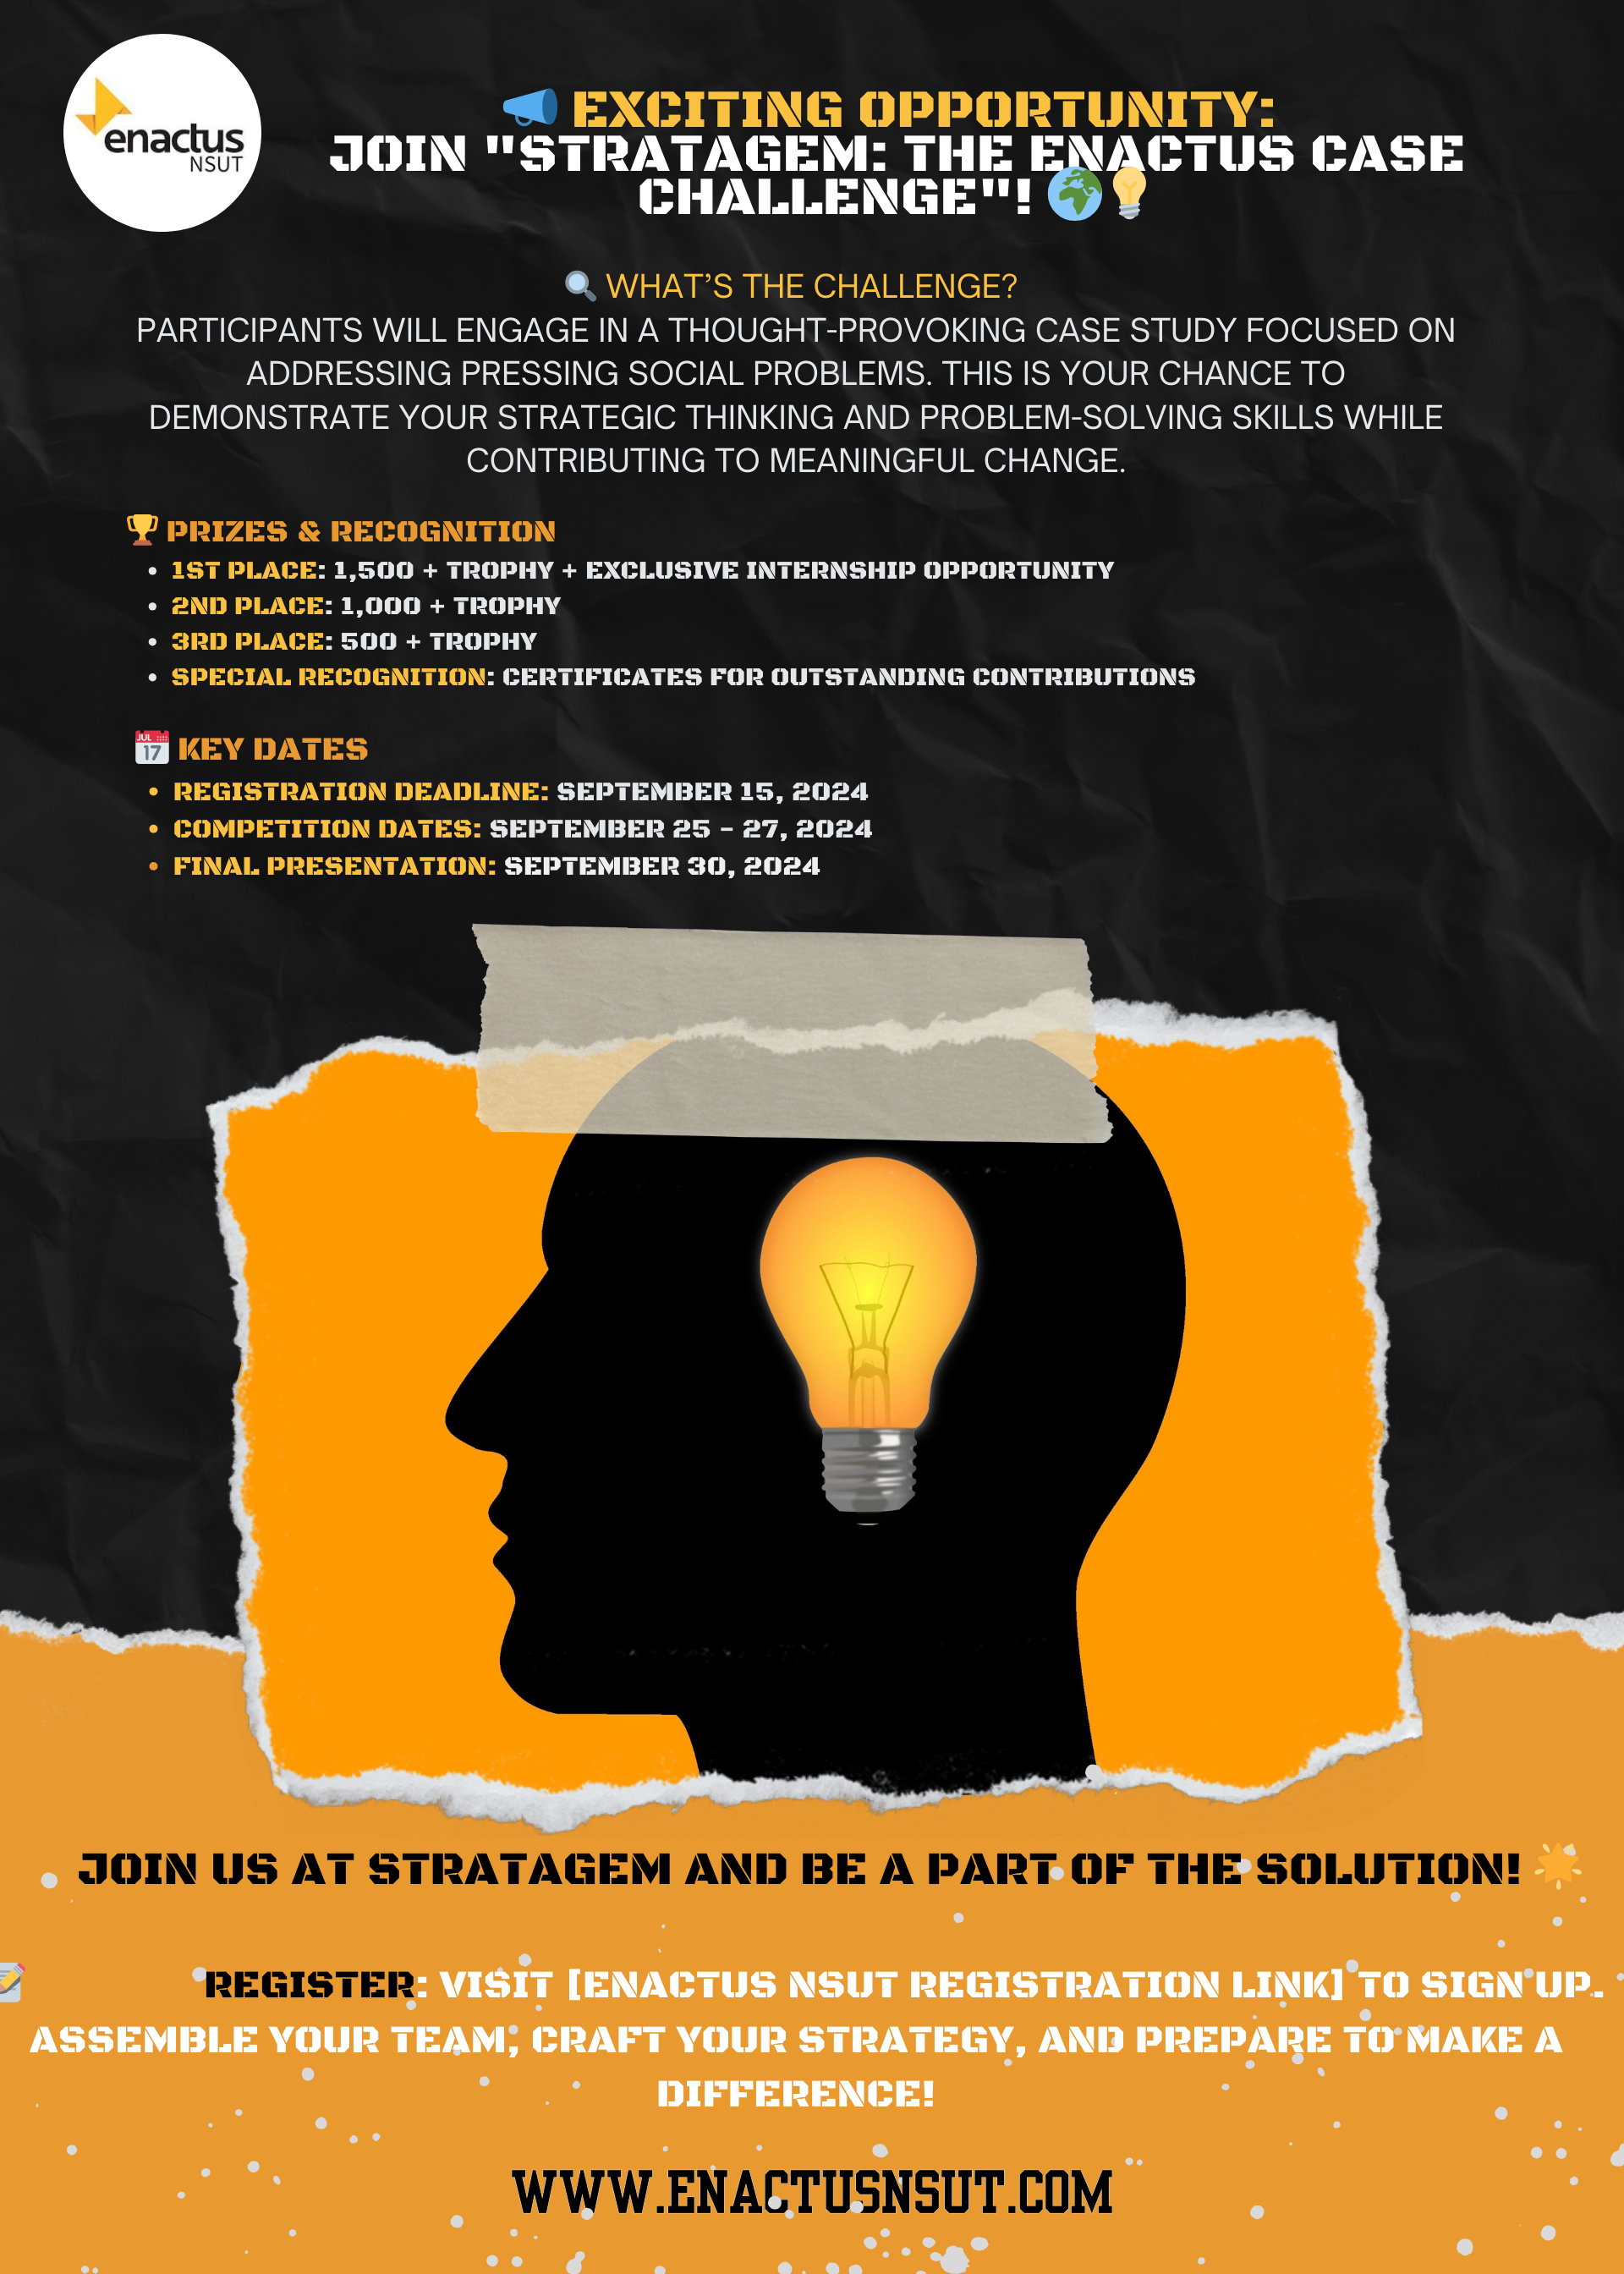 enactus
NSUT
📢 EXCITING OPPORTUNITY:
JOIN "STRATAGEM: THE ENACTUS CASE
CHALLENGE"! 🌍💡
🔍 WHAT'S THE CHALLENGE?
PARTICIPANTS WILL ENGAGE IN A THOUGHT-PROVOKING CASE STUDY FOCUSED ON
ADDRESSING PRESSING SOCIAL PROBLEMS. THIS IS YOUR CHANCE TO
DEMONSTRATE YOUR STRATEGIC THINKING AND PROBLEM-SOLVING SKILLS WHILE
CONTRIBUTING TO MEANINGFUL CHANGE.
🏆 PRIZES & RECOGNITION
• 1ST PLACE: 1,500 + TROPHY + EXCLUSIVE INTERNSHIP OPPORTUNITY
• 2ND PLACE: 1,000 + TROPHY
• 3RD PLACE: 500 + TROPHY
• SPECIAL RECOGNITION: CERTIFICATES FOR OUTSTANDING CONTRIBUTIONS
📅 KEY DATES
• REGISTRATION DEADLINE: SEPTEMBER 15, 2024
• COMPETITION DATES: SEPTEMBER 25 - 27, 2024
• FINAL PRESENTATION: SEPTEMBER 30, 2024
JOIN US AT STRATAGEM AND BE A PART OF THE SOLUTION! 🌟
📝 REGISTER: VISIT [ENACTUS NSUT REGISTRATION LINK] TO SIGN UP.
ASSEMBLE YOUR TEAM, CRAFT YOUR STRATEGY, AND PREPARE TO MAKE A
DIFFERENCE!
WWW.ENACTUSNSUT.COM